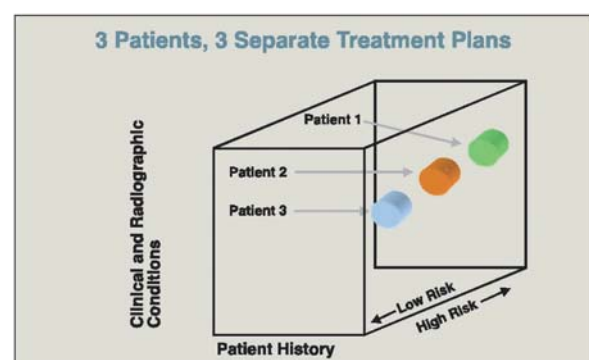 3 Patients, 3 Separate Treatment Plans
Patient 1
Patient 2
Patient 3
Clinical and Radiographic
Conditions
Low Risk
High Risk
Patient History